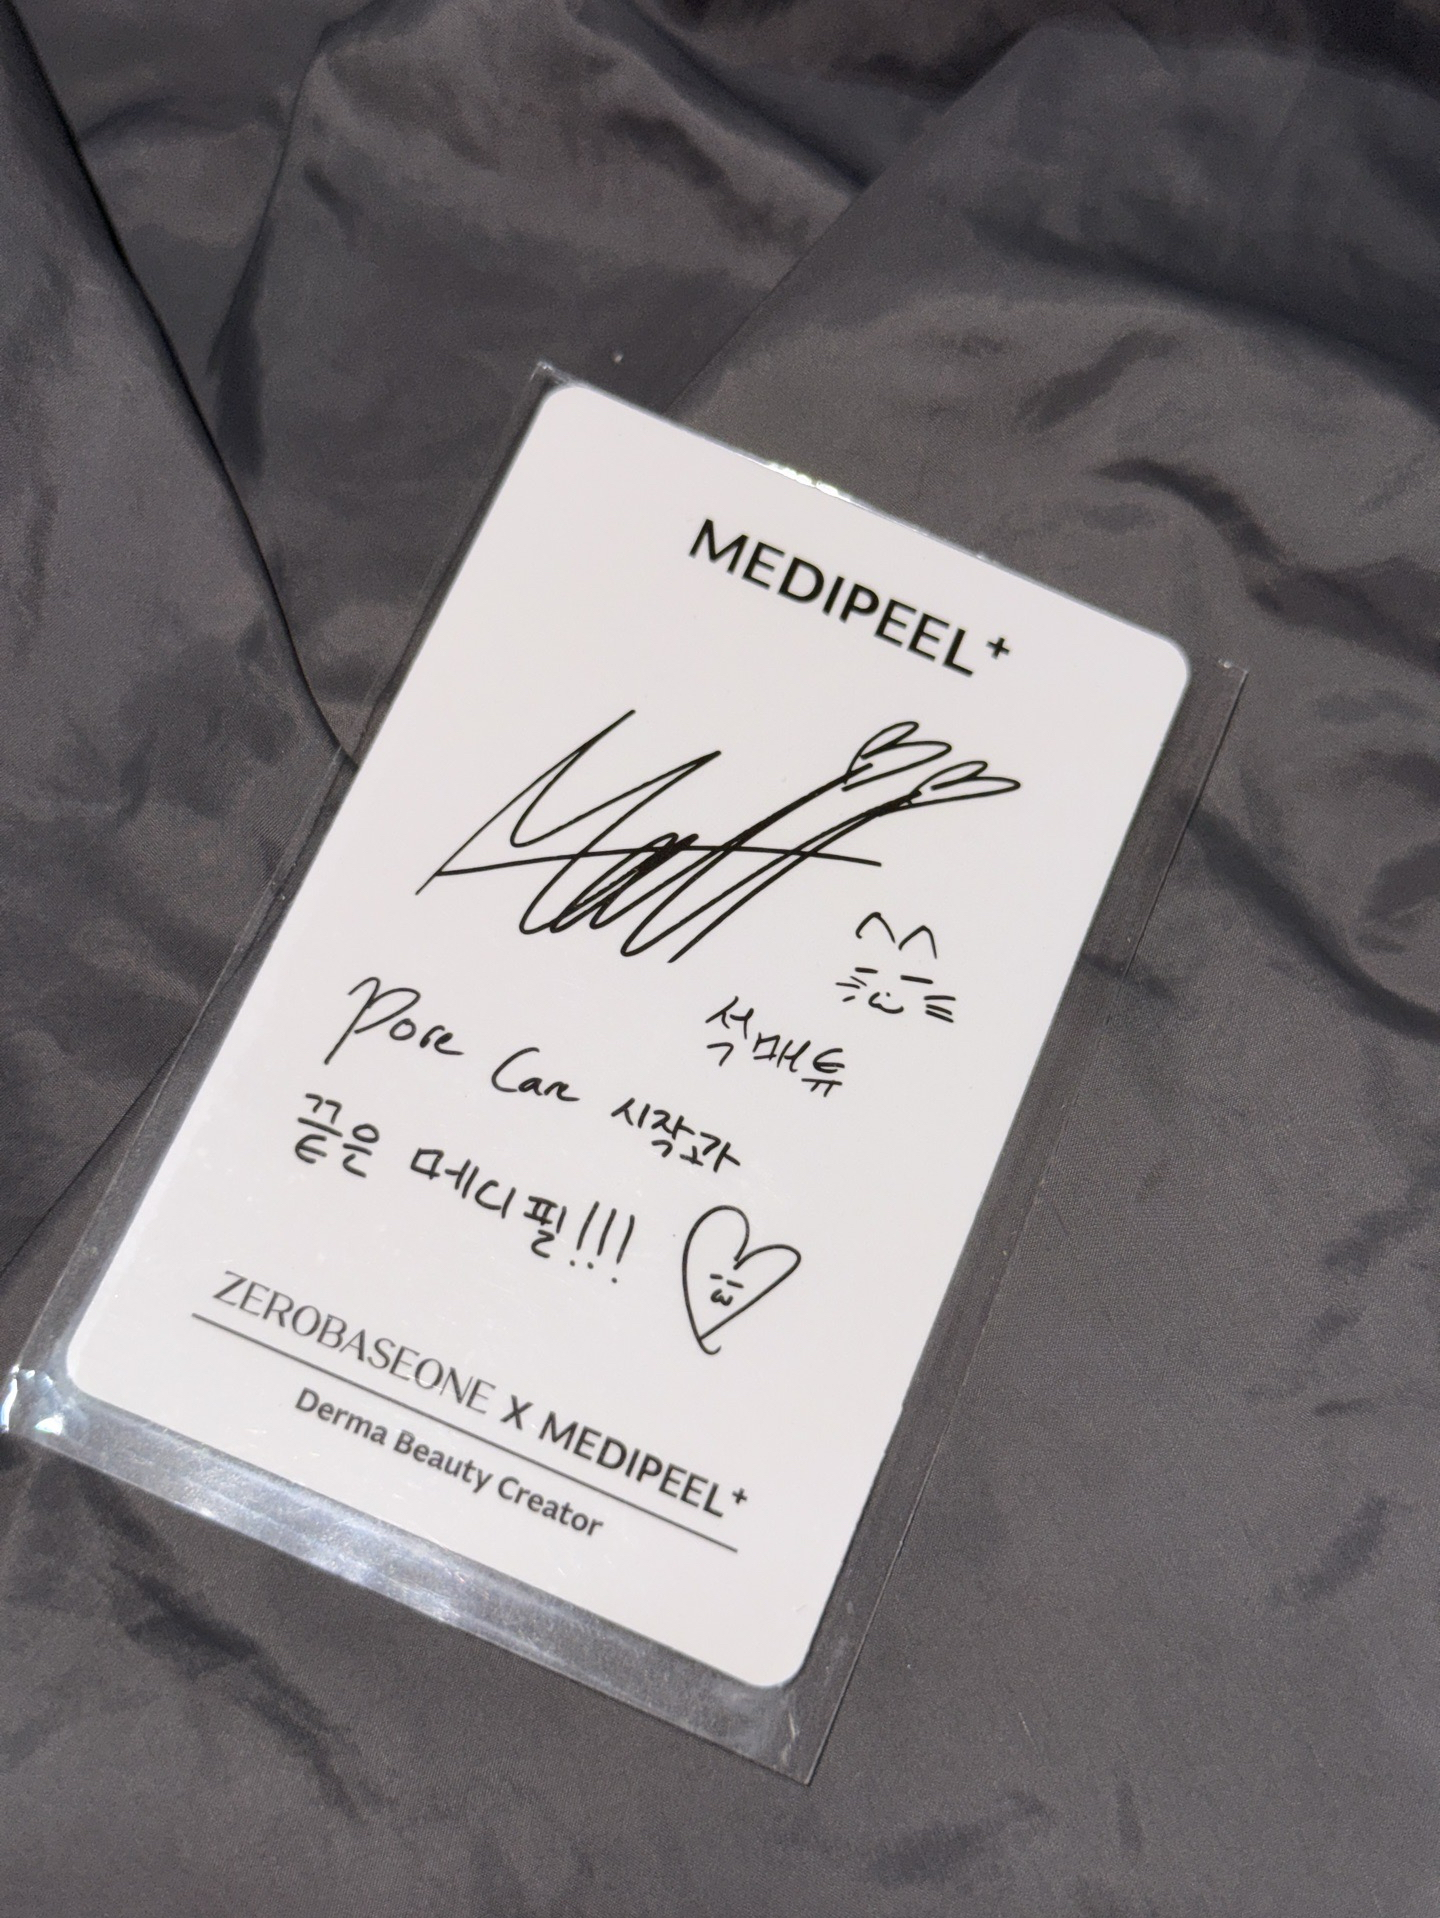 MEDIPEEL+
Matt
석매튜
Pore Care 시작과
끝은 메디필!!!
ZEROBASEONE X MEDIPEEL+
Derma Beauty Creator